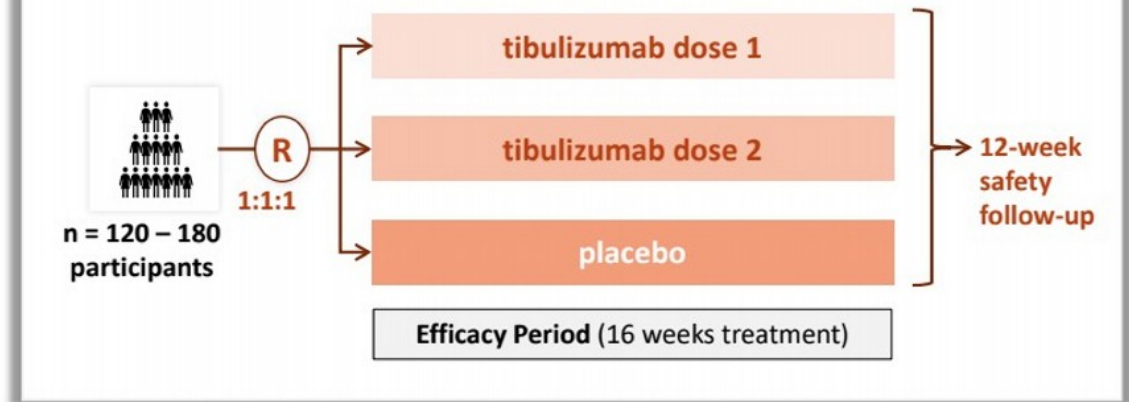 tibulizumab dose 1
R
1:1:1
tibulizumab dose 2
placebo
n = 120 – 180
participants
12-week
safety
follow-up
Efficacy Period (16 weeks treatment)